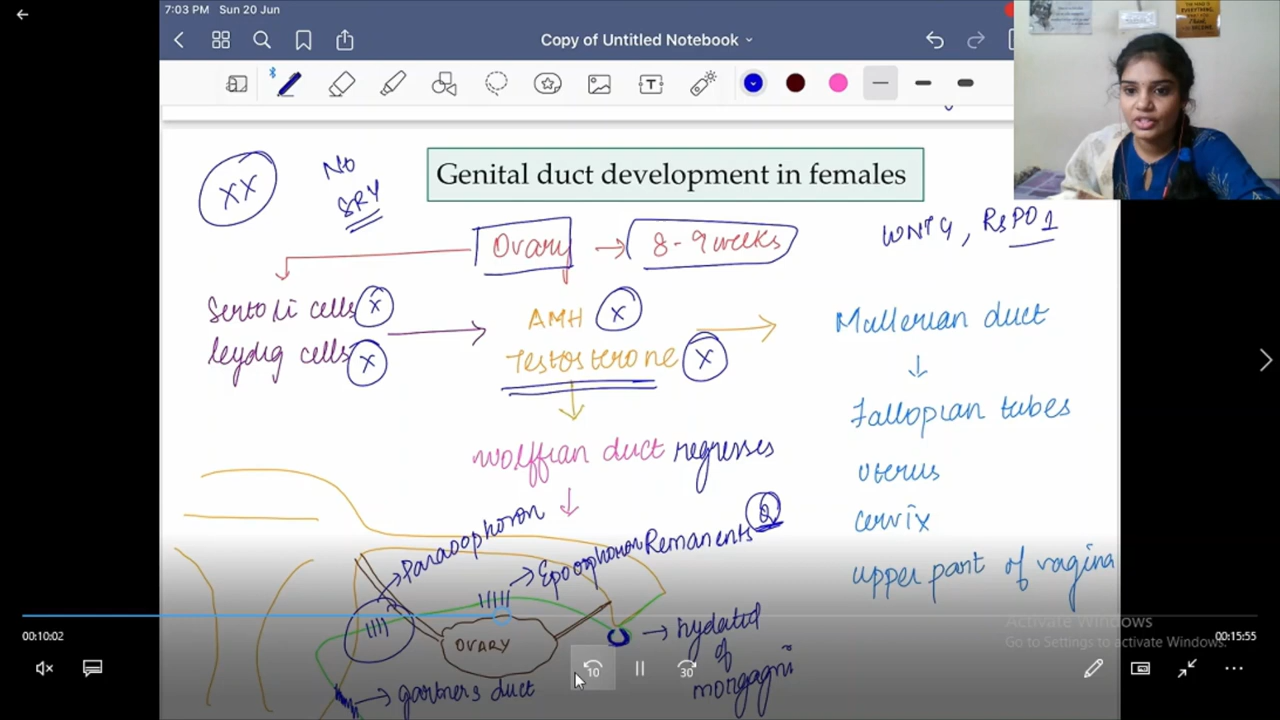 7:03 PM Sun 20 Jun
Copy of Untitled Notebook
XX
No
SRY
Genital duct development in females
WNT4, RSPO1
Ovary → 8-9 weeks
Sertoli cells X
leydig cells X
AMH X
Testosterone X
Mullerian duct
Fallopian tubes
uterus
cervix
upper part of vagina
Wolffian duct regresses
Remanents
Paraoophoron
Epoophoron
OVARY
hydatid
of
morgagni
gartners duct
Activate Windows
Go to Settings to activate Windows.
00:10:02
00:15:55
10
30